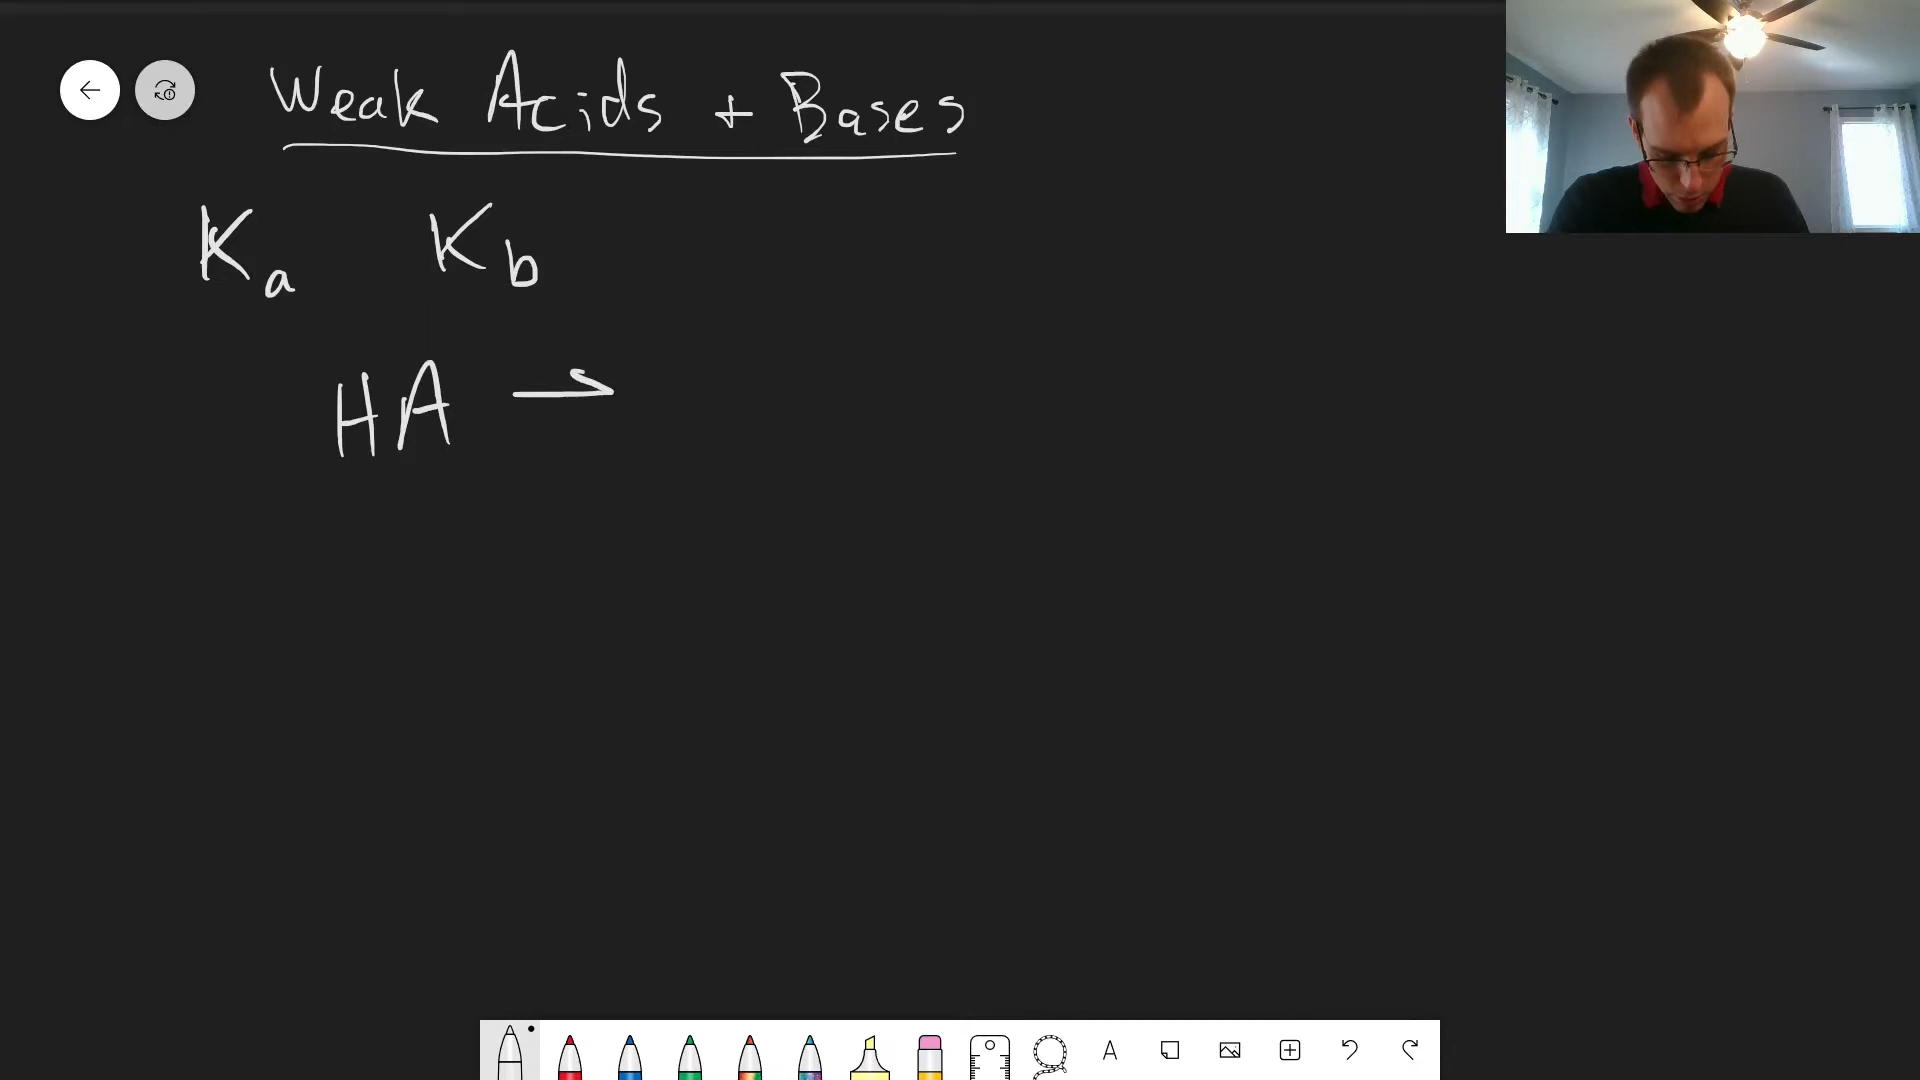 Weak Acids + Bases
Ka Kb
HA ⇀
A